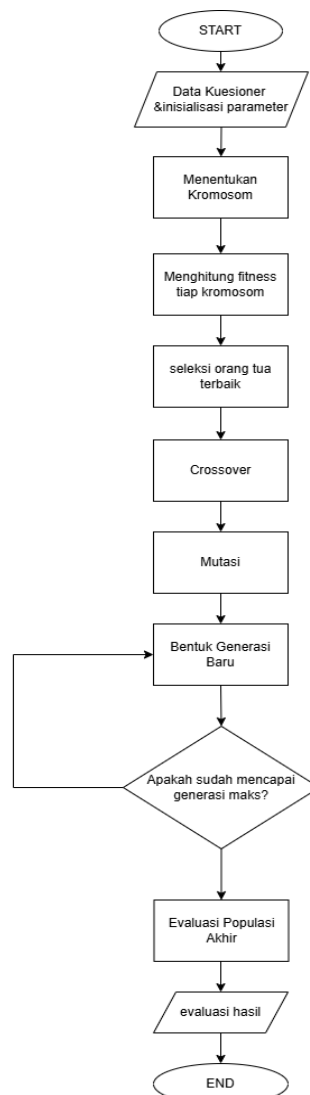 START
Data Kuesioner
&inisialisasi parameter
Menentukan
Kromosom
Menghitung fitness
tiap kromosom
seleksi orang tua
terbaik
Crossover
Mutasi
Bentuk Generasi
Baru
Apakah sudah mencapai
generasi maks?
Evaluasi Populasi
Akhir
evaluasi hasil
END